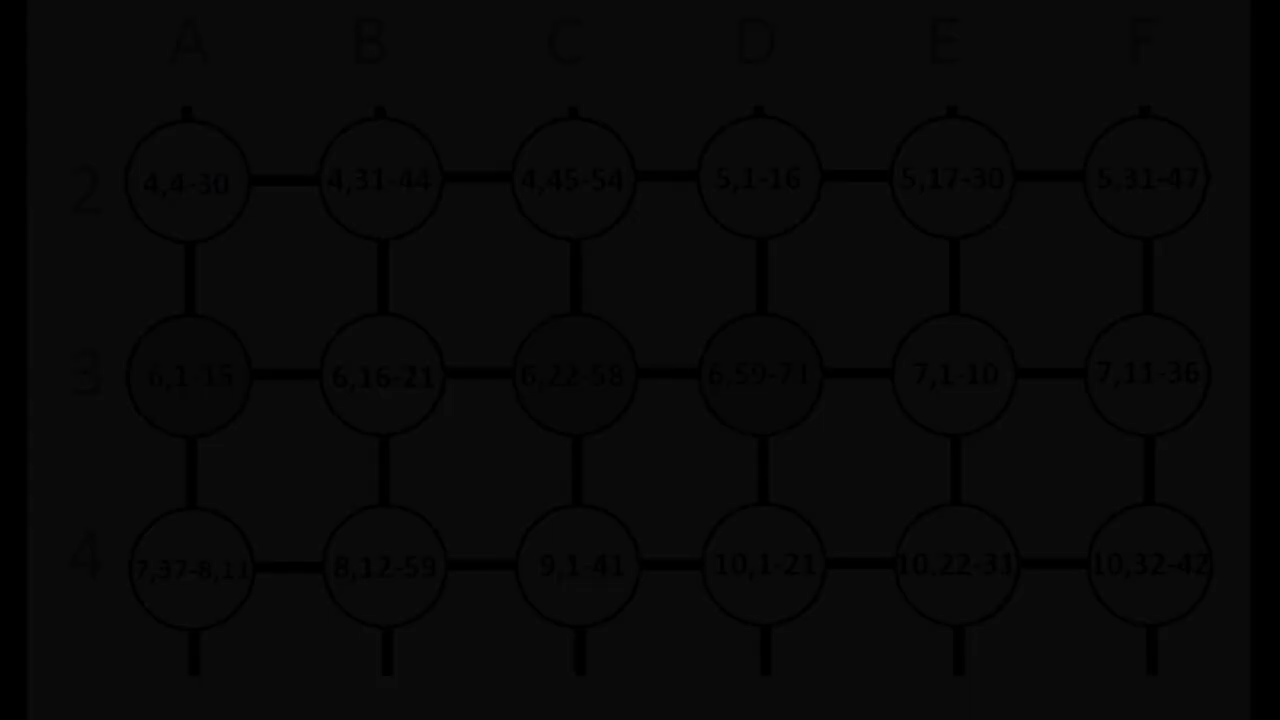 A B C D E F
2 4,4-30 4,31-44 4,45-54 5,1-16 5,17-30 5,31-47
3 6,1-15 6,16-21 6,22-58 6,59-71 7,1-10 7,11-36
4 7,37-8,11 8,12-59 9,1-41 10,1-21 10,22-31 10,32-42